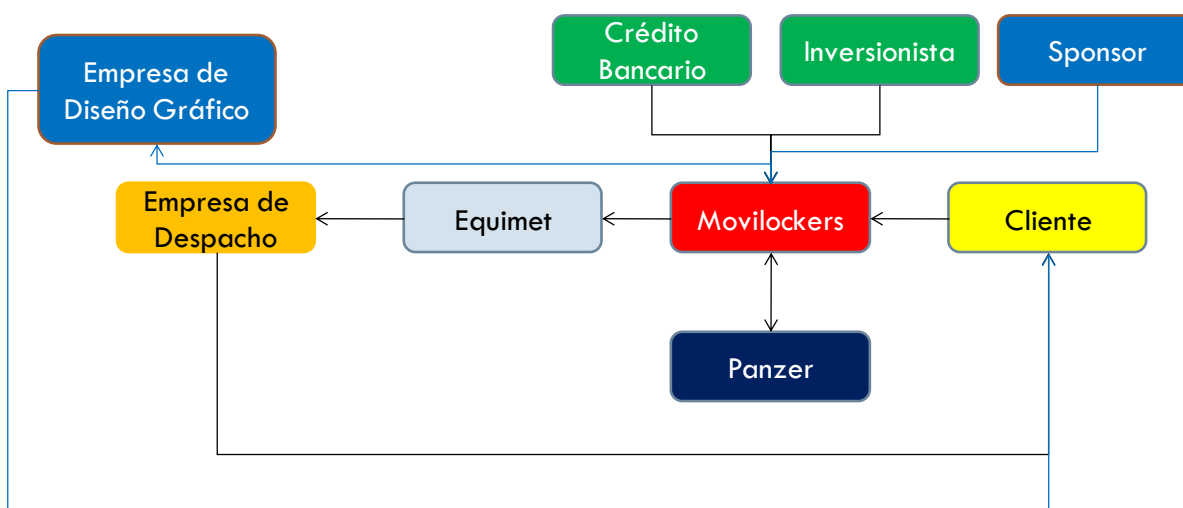 Crédito
Bancario
Inversionista
Sponsor
Empresa de
Diseño Gráfico
Empresa de
Despacho
Equimet
Movilockers
Cliente
Panzer